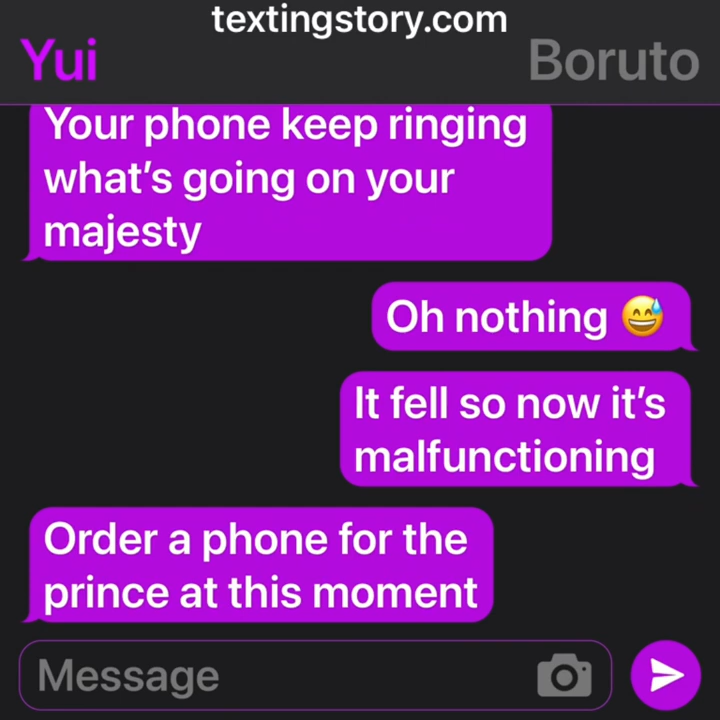 textingstory.com
Yui
Boruto
Your phone keep ringing
what's going on your
majesty
Oh nothing 😅
It fell so now it's
malfunctioning
Order a phone for the
prince at this moment
Message